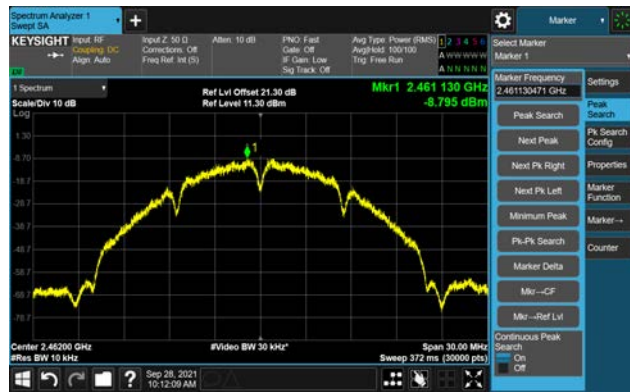 Spectrum Analyzer 1
Swept SA
Marker
KEYSIGHT
Input: RF
Coupling: DC
Align: Auto
Input Z: 50 Ω
Corrections: Off
Freq Ref: Int (S)
Atten: 10 dB
PNO: Fast
Gate: Off
IF Gain: Low
Sig Track: Off
Avg Type: Power (RMS)
Avg|Hold: 100/100
Trig: Free Run
1 2 3 4 5 6
A W W W W W
A N N N N N
Select Marker
Marker 1
1 Spectrum
Scale/Div 10 dB
Ref Lvl Offset 21.30 dB
Ref Level 11.30 dBm
Mkr1 2.461 130 GHz
-8.795 dBm
Log
1.30
-8.70
-18.7
-28.7
-38.7
-48.7
-58.7
-68.7
-78.7
1
Center 2.46200 GHz
#Res BW 10 kHz
#Video BW 30 kHz*
Span 30.00 MHz
Sweep 372 ms (30000 pts)
Marker Frequency
2.461130471 GHz
Peak Search
Next Peak
Next Pk Right
Next Pk Left
Minimum Peak
Pk-Pk Search
Marker Delta
Mkr→CF
Mkr→Ref Lvl
Continuous Peak
Search
On
Off
Settings
Peak
Search
Pk Search
Config
Properties
Marker
Function
Marker→
Counter
?
Sep 28, 2021
10:12:09 AM